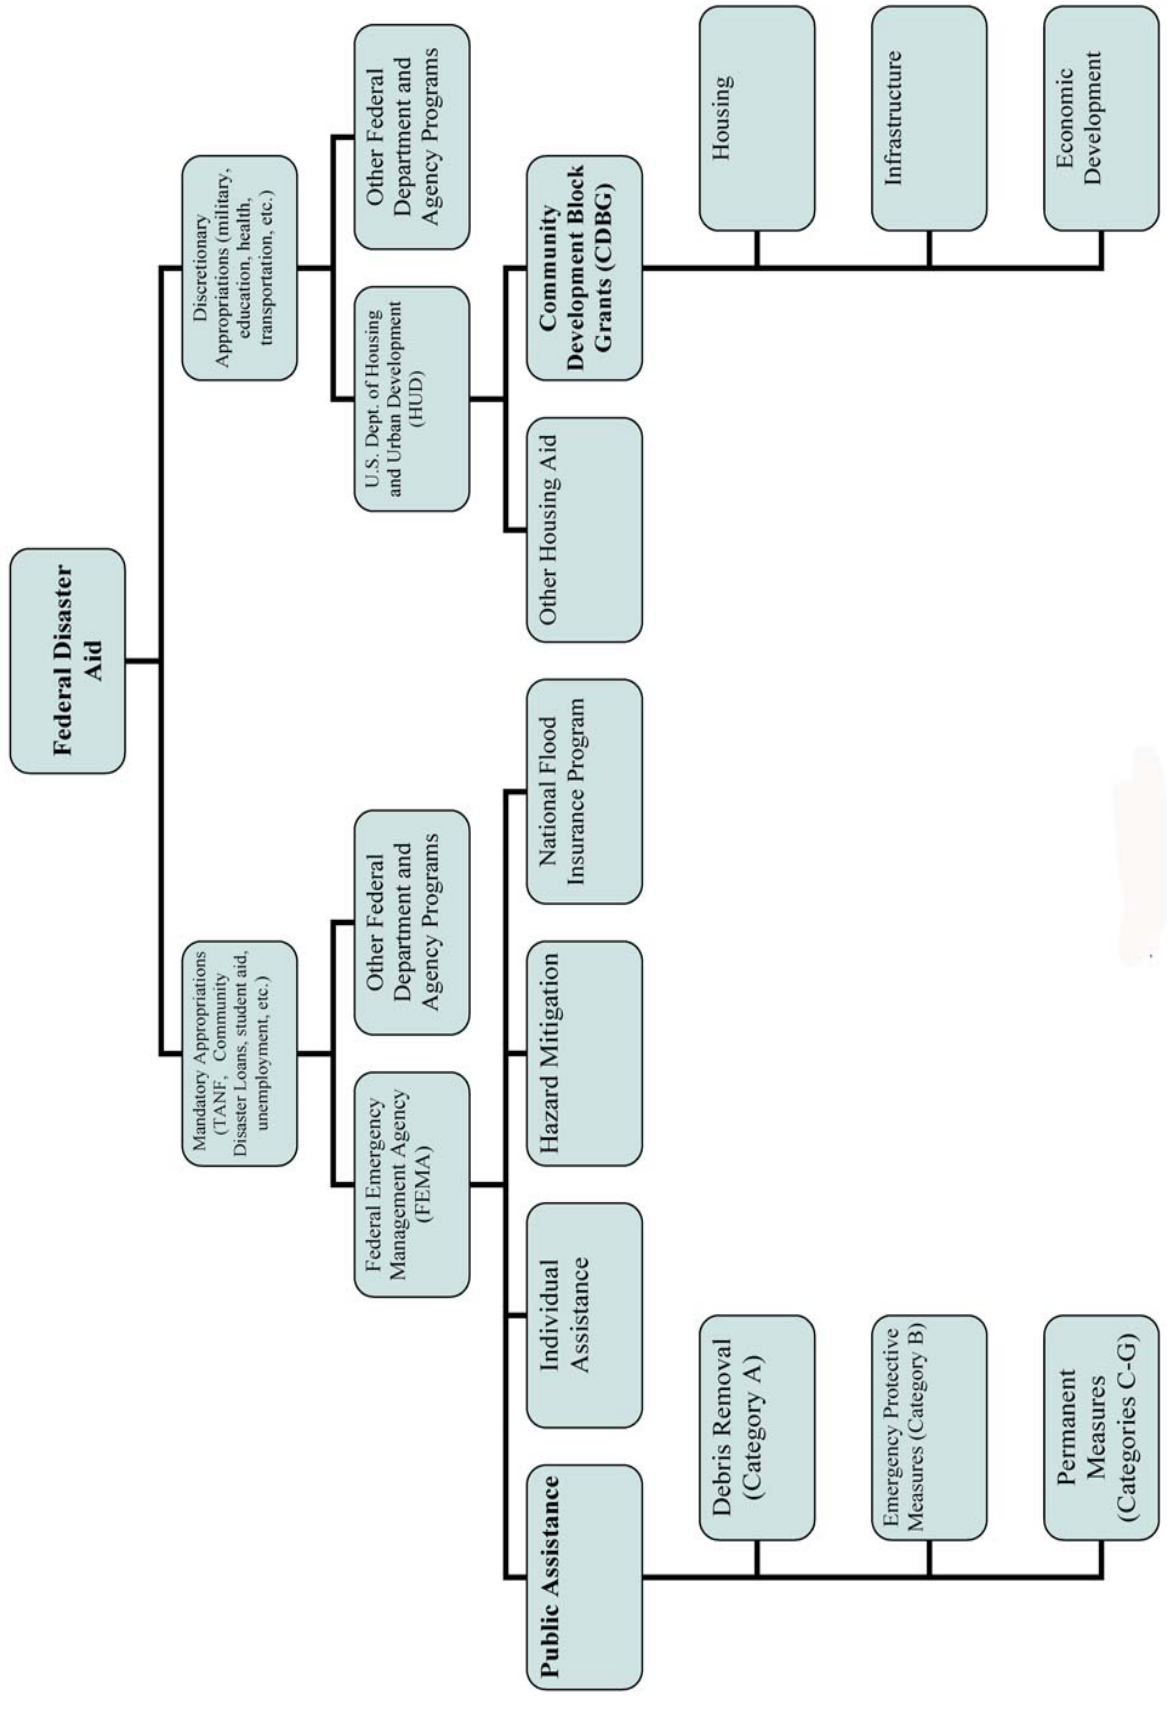 Federal Disaster
Aid
Mandatory Appropriations
(TANF, Community
Disaster Loans, student aid,
unemployment, etc.)
Discretionary
Appropriations (military,
education, health,
transportation, etc.)
Federal Emergency
Management Agency
(FEMA)
Other Federal
Department and
Agency Programs
U.S. Dept. of Housing
and Urban Development
(HUD)
Other Federal
Department and
Agency Programs
Public Assistance
Individual
Assistance
Hazard Mitigation
National Flood
Insurance Program
Other Housing Aid
Community
Development Block
Grants (CDBG)
Debris Removal
(Category A)
Emergency Protective
Measures (Category B)
Permanent
Measures
(Categories C-G)
Housing
Infrastructure
Economic
Development